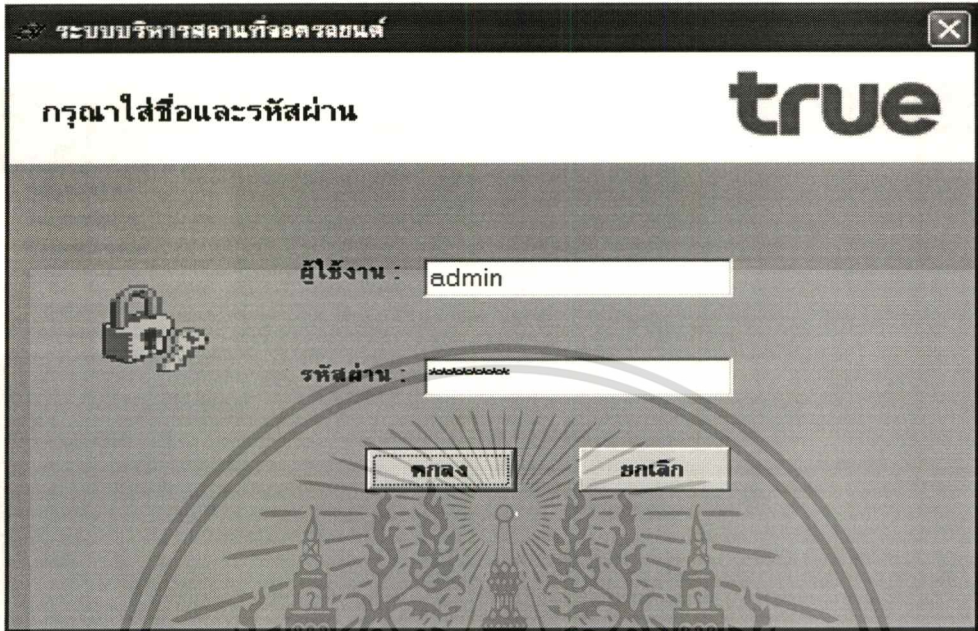 ระบบบริหารสถานที่จอดรถยนต์
กรุณาใส่ชื่อและรหัสผ่าน
true
ผู้ใช้งาน :
admin
รหัสผ่าน :
*********
ตกลง
ยกเลิก